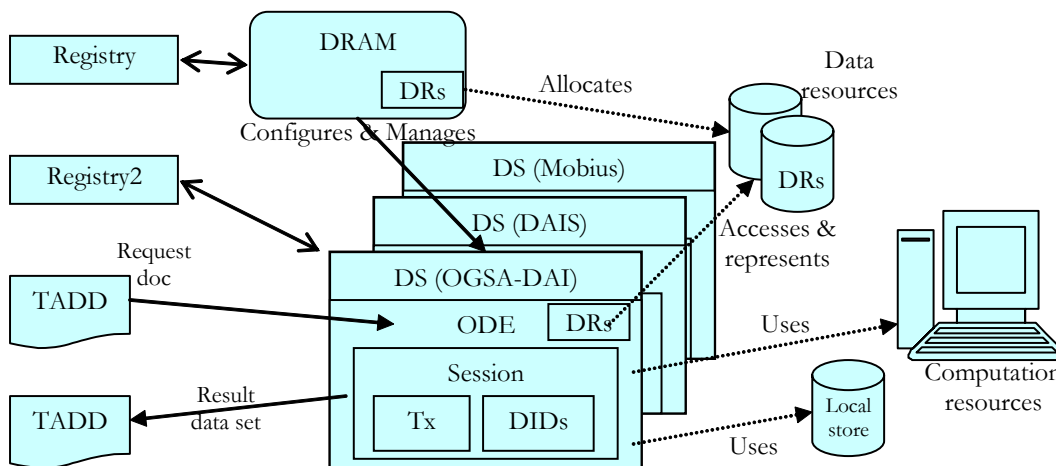 Registry
DRAM
DRs
Allocates
Data
resources
Configures & Manages
Registry2
DS (Mobius)
DRs
DS (DAIS)
Accesses &
represents
Request
doc
DS (OGSA-DAI)
TADD
ODE
DRs
Uses
Session
Computation
resources
TADD
Result
data set
Tx
DIDs
Local
store
Uses